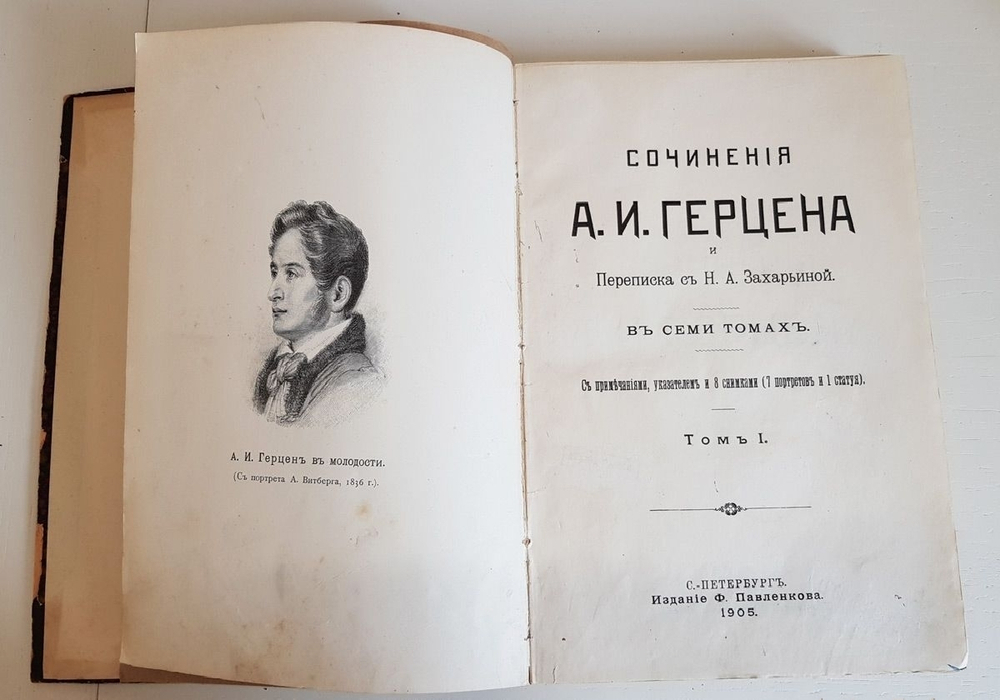 А. И. Герценъ въ молодости.
(Съ портрета А. Витберга, 1836 г.).
СОЧИНЕНІЯ
А. И. ГЕРЦЕНА
и
Переписка съ Н. А. Захарьиной.
ВЪ СЕМИ ТОМАХЪ.
Съ примѣчаніями, указателемъ и 8 снимками (7 портретовъ и 1 статуя).
Томъ I.
С.-ПЕТЕРБУРГЪ.
Изданіе Ф. Павленкова.
1905.